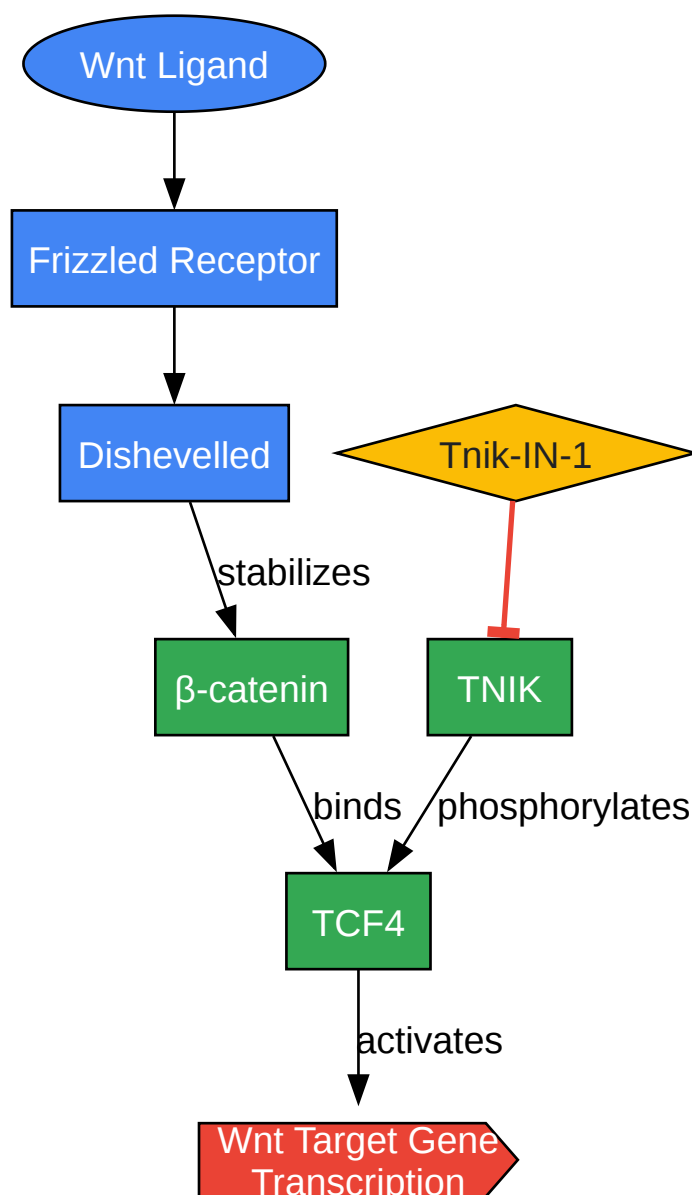 Wnt Ligand
Frizzled Receptor
Dishevelled
Tnik-IN-1
stabilizes
β-catenin
TNIK
binds
phosphorylates
TCF4
activates
Wnt Target Gene
Transcription